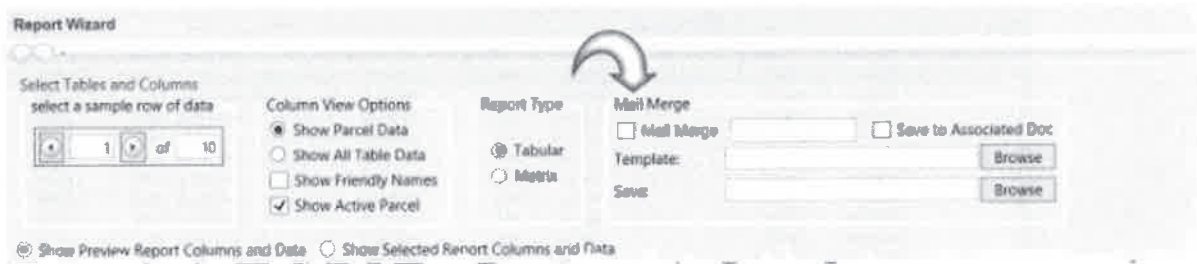 Report Wizard
Select Tables and Columns
select a sample row of data
1 of 10
Column View Options
Show Parcel Data
Show All Table Data
Show Friendly Names
Show Active Parcel
Report Type
Tabular
Matrix
Mail Merge
Mail Merge
Save to Associated Doc
Template:
Browse
Save:
Browse
Show Preview Report Columns and Data
Show Selected Report Columns and Data